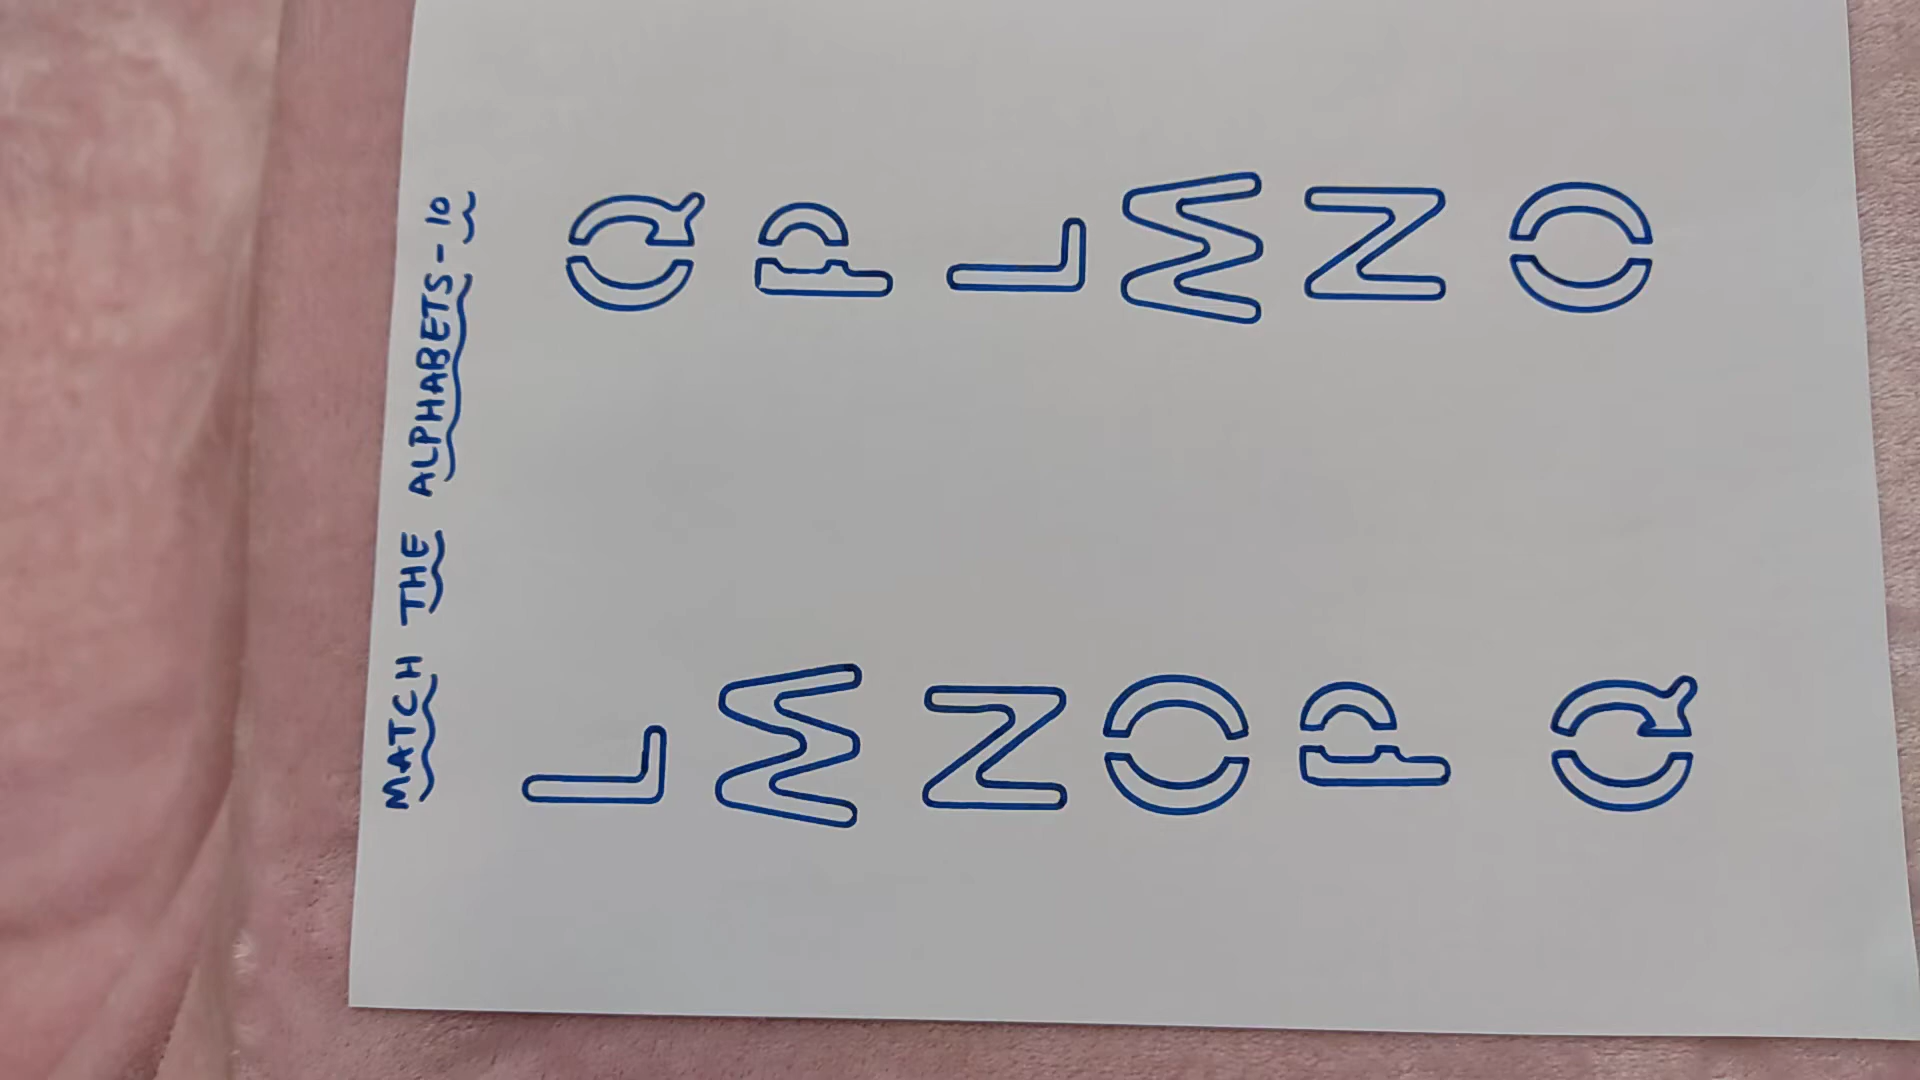 MATCH THE ALPHABETS-10
L Q
M P
N L
O M
P N
Q O